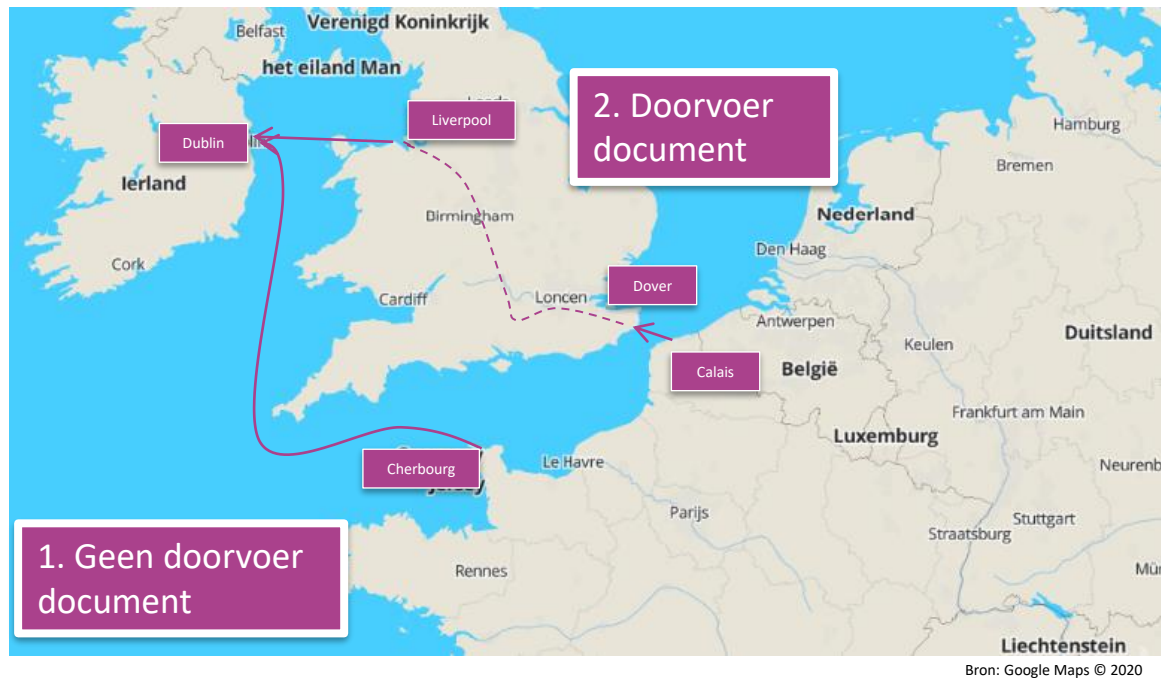 Verenigd Koninkrijk
Belfast
het eiland Man
Liverpool
2. Doorvoer
document
Dublin
Hamburg
Bremen
Ierland
Birmingham
Nederland
Den Haag
Cork
Cardiff
Loncen
Dover
Antwerpen
Duitsland
Keulen
Calais
België
Frankfurt am Main
Luxemburg
Cherbourg
Le Havre
Neurenb
Parijs
Stuttgart
Straatsburg
1. Geen doorvoer
document
Rennes
Mün
Liechtenstein
Bron: Google Maps © 2020